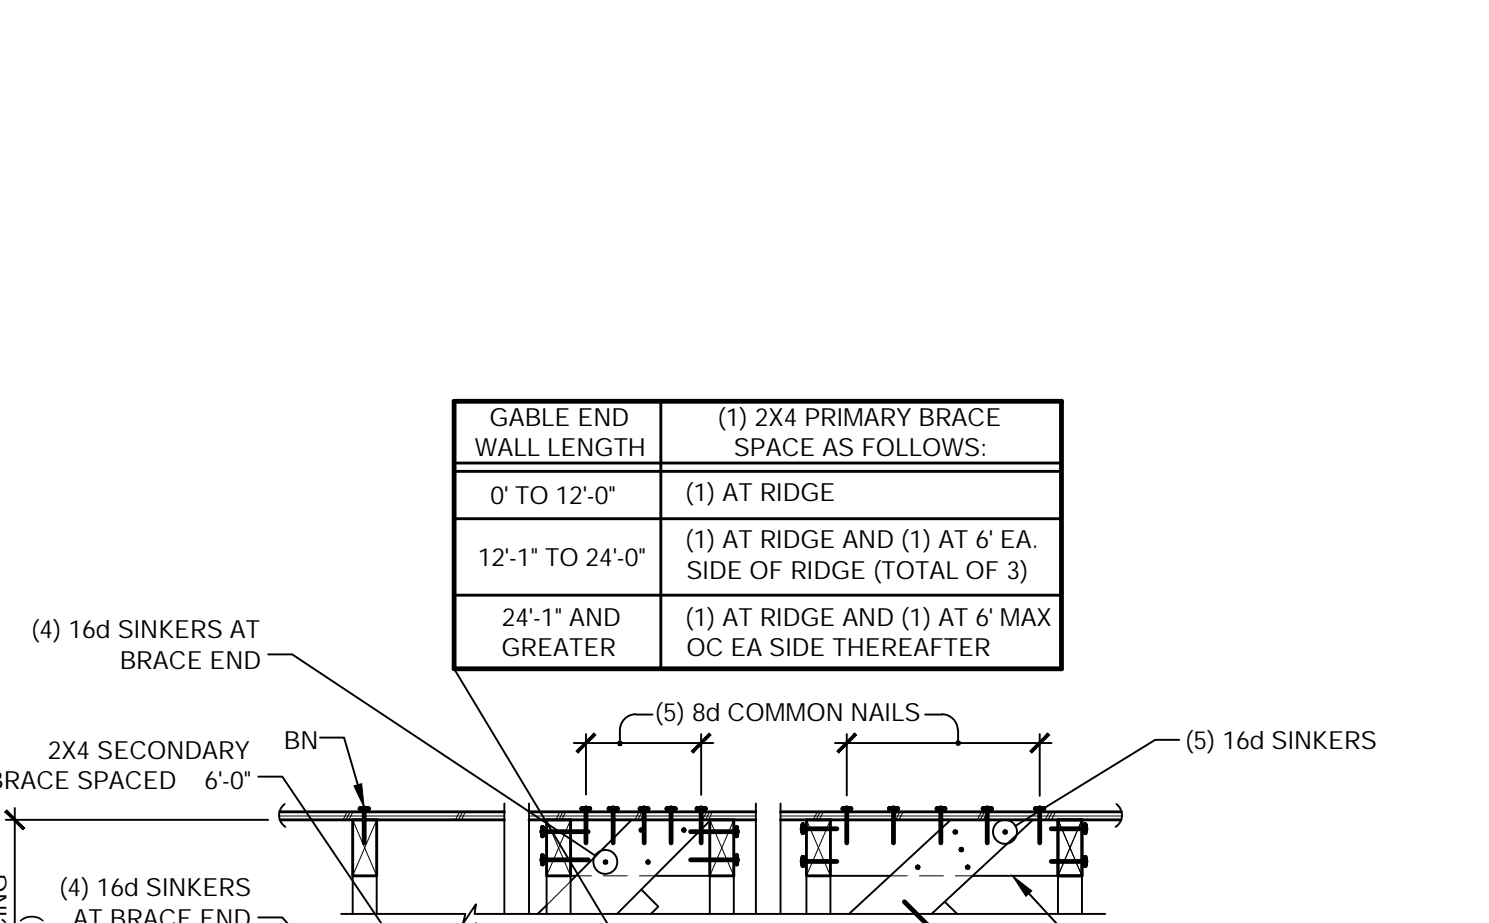 GABLE END
WALL LENGTH
(1) 2X4 PRIMARY BRACE
SPACE AS FOLLOWS:
0' TO 12'-0"
(1) AT RIDGE
12'-1" TO 24'-0"
(1) AT RIDGE AND (1) AT 6' EA.
SIDE OF RIDGE (TOTAL OF 3)
24'-1" AND
GREATER
(1) AT RIDGE AND (1) AT 6' MAX
OC EA SIDE THEREAFTER
(4) 16d SINKERS AT
BRACE END
(5) 8d COMMON NAILS
(5) 16d SINKERS
BN
2X4 SECONDARY
BRACE SPACED 6'-0"
(4) 16d SINKERS
AT BRACE END